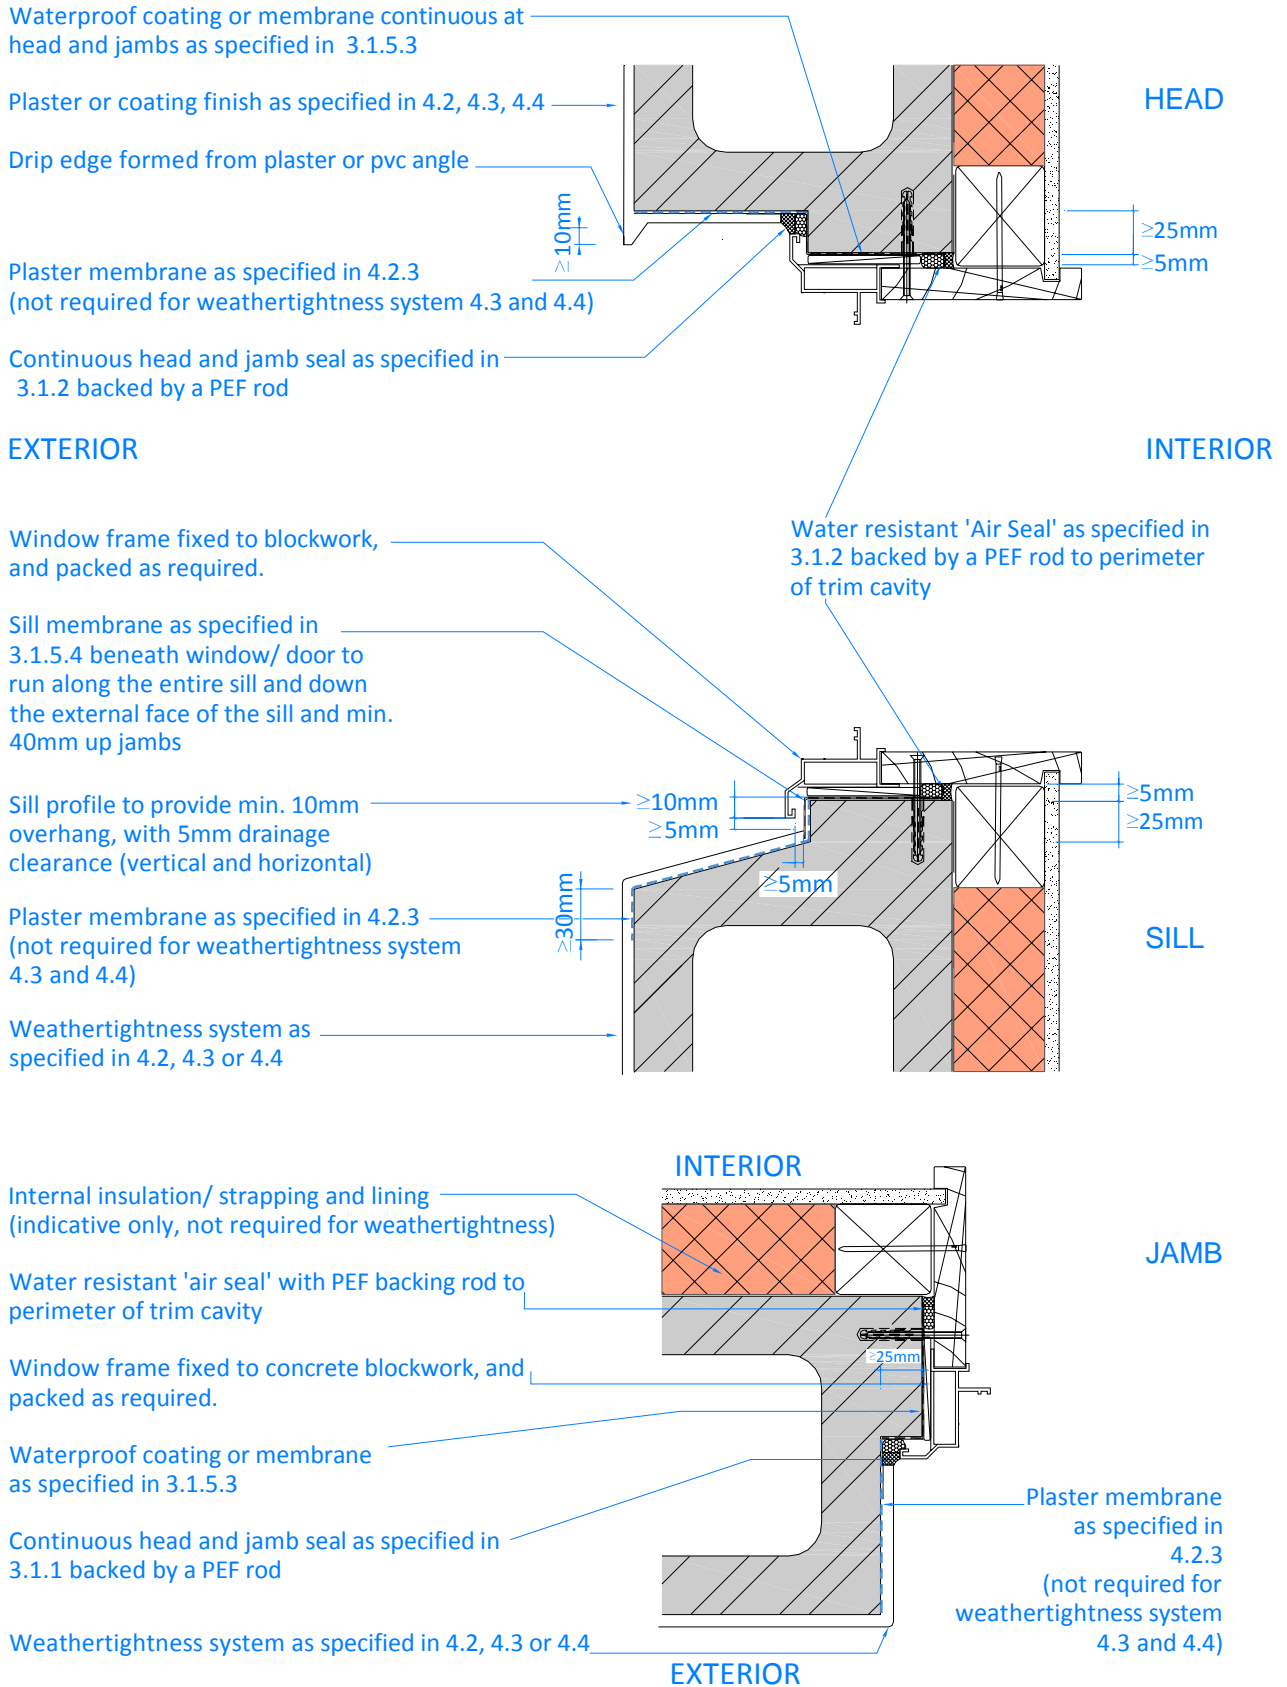 Waterproof coating or membrane continuous at
head and jambs as specified in 3.1.5.3
Plaster or coating finish as specified in 4.2, 4.3, 4.4
HEAD
Drip edge formed from plaster or pvc angle
≥10mm
≥25mm
≥5mm
Plaster membrane as specified in 4.2.3
(not required for weathertightness system 4.3 and 4.4)
Continuous head and jamb seal as specified in
3.1.2 backed by a PEF rod
EXTERIOR
INTERIOR
Water resistant 'Air Seal' as specified in
3.1.2 backed by a PEF rod to perimeter
of trim cavity
Window frame fixed to blockwork,
and packed as required.
Sill membrane as specified in
3.1.5.4 beneath window/ door to
run along the entire sill and down
the external face of the sill and min.
40mm up jambs
Sill profile to provide min. 10mm
overhang, with 5mm drainage
clearance (vertical and horizontal)
≥10mm
≥5mm
≥5mm
≥25mm
≥5mm
≥30mm
Plaster membrane as specified in 4.2.3
(not required for weathertightness system
4.3 and 4.4)
SILL
Weathertightness system as
specified in 4.2, 4.3 or 4.4
INTERIOR
Internal insulation/ strapping and lining
(indicative only, not required for weathertightness)
JAMB
Water resistant 'air seal' with PEF backing rod to
perimeter of trim cavity
≥25mm
Window frame fixed to concrete blockwork, and
packed as required.
Waterproof coating or membrane
as specified in 3.1.5.3
Continuous head and jamb seal as specified in
3.1.1 backed by a PEF rod
Plaster membrane
as specified in
4.2.3
(not required for
weathertightness system
4.3 and 4.4)
Weathertightness system as specified in 4.2, 4.3 or 4.4
EXTERIOR